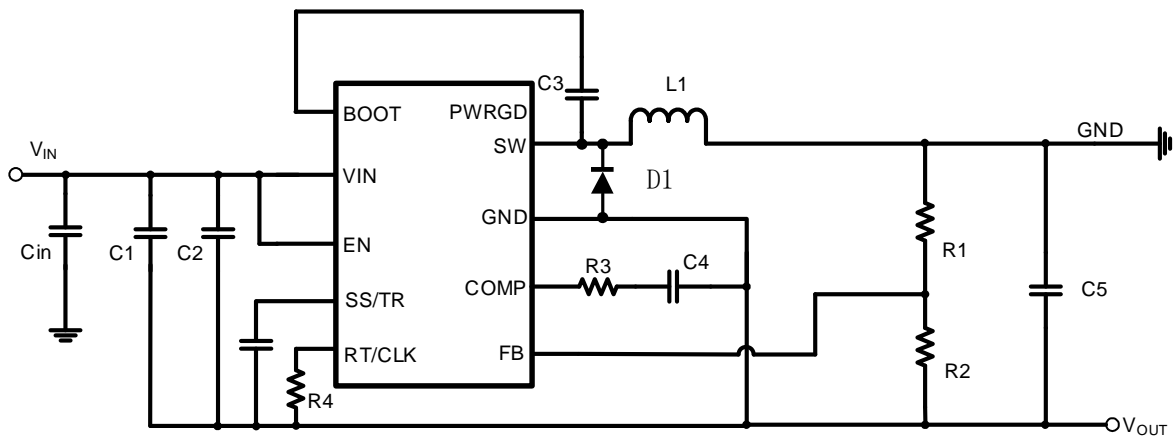 C3
L1
BOOT
PWRGD
GND
SW
VIN
VIN
D1
GND
Cin
C1
C2
EN
R1
R3
C4
COMP
SS/TR
C5
RT/CLK
FB
R2
R4
VOUT